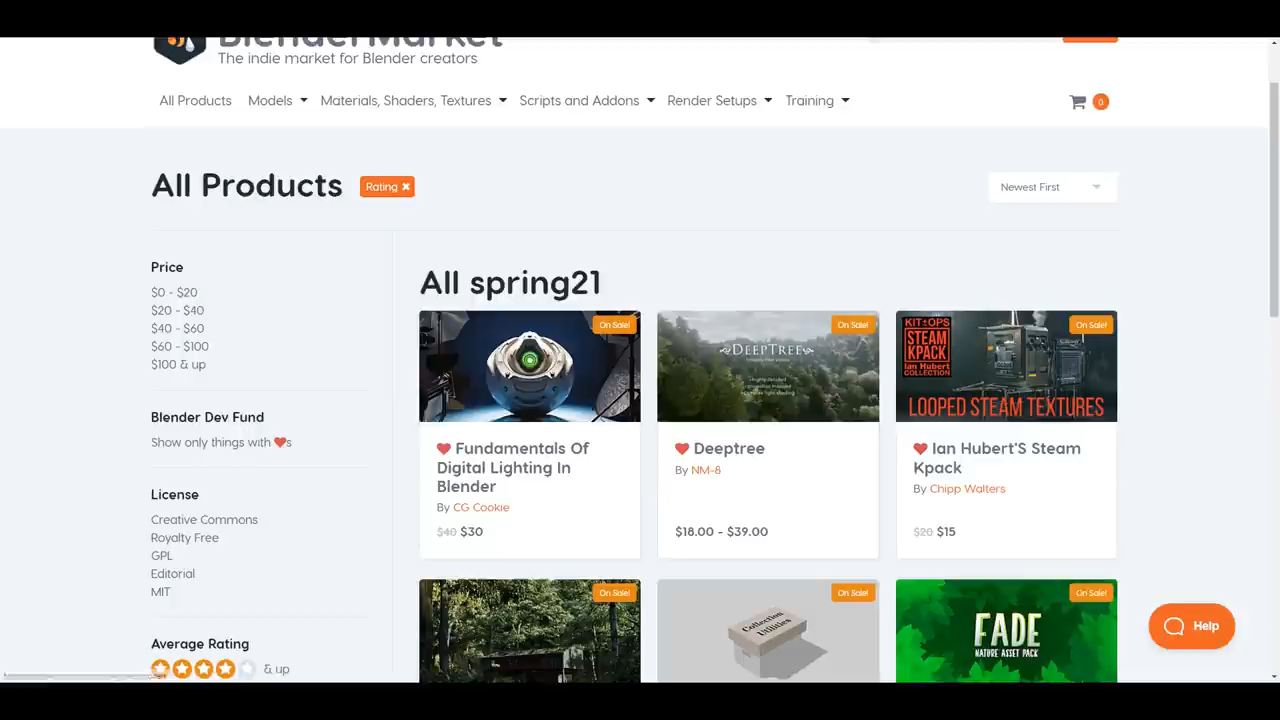 BlenderMarket
The indie market for Blender creators
All Products
Models
Materials, Shaders, Textures
Scripts and Addons
Render Setups
Training
0
All Products
Rating ✖
Newest First
Price
$0 - $20
$20 - $40
$40 - $60
$60 - $100
$100 & up
Blender Dev Fund
Show only things with ❤s
License
Creative Commons
Royalty Free
GPL
Editorial
MIT
Average Rating
& up
All spring21
On Sale!
❤ Fundamentals Of
Digital Lighting In
Blender
By CG Cookie
$40 $30
On Sale!
DEEPTREE
❤ Deeptree
By NM-8
$18.00 - $39.00
On Sale!
KIT OPS
STEAM
KPACK
Ian Hubert
COLLECTION
LOOPED STEAM TEXTURES
❤ Ian Hubert'S Steam
Kpack
By Chipp Walters
$20 $15
On Sale!
On Sale!
Collection
Utilities
On Sale!
FADE
NATURE ASSET PACK
Help